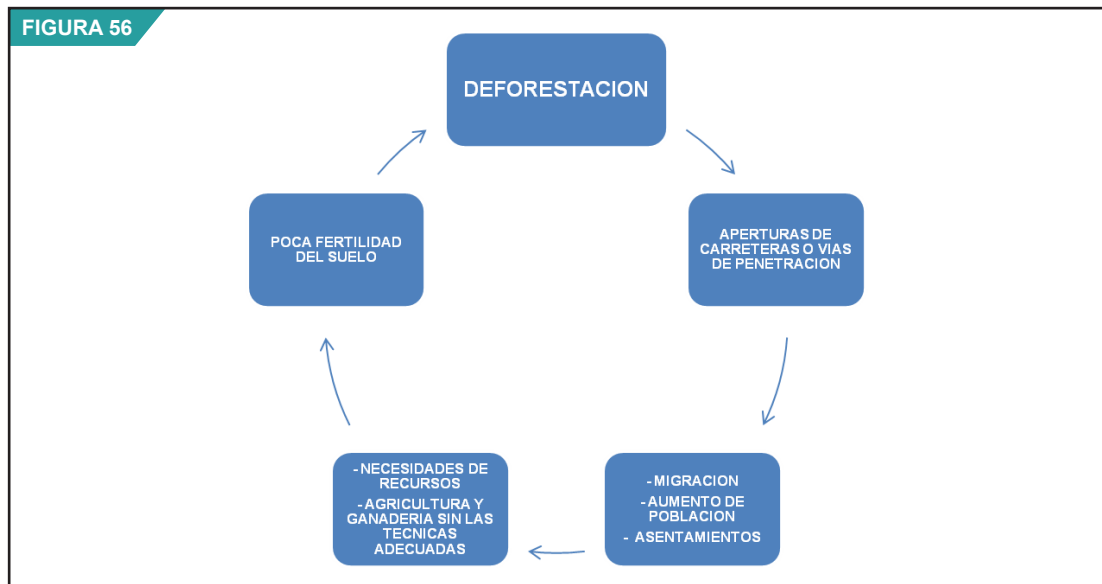 FIGURA 56
DEFORESTACION
APERTURAS DE
CARRETERAS O VIAS
DE PENETRACION
- MIGRACION
- AUMENTO DE
POBLACION
- ASENTAMIENTOS
- NECESIDADES DE
RECURSOS
- AGRICULTURA Y
GANADERIA SIN LAS
TECNICAS
ADECUADAS
POCA FERTILIDAD
DEL SUELO